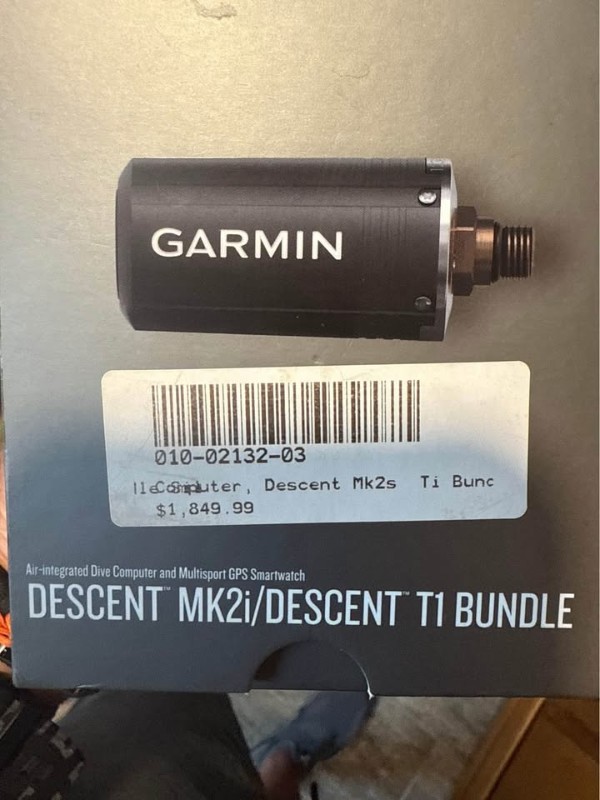 GARMIN
010-02132-03
Computer, Descent Mk2s Ti Bunc
$1,849.99
Air-integrated Dive Computer and Multisport GPS Smartwatch
DESCENT™ MK2i/DESCENT™ T1 BUNDLE